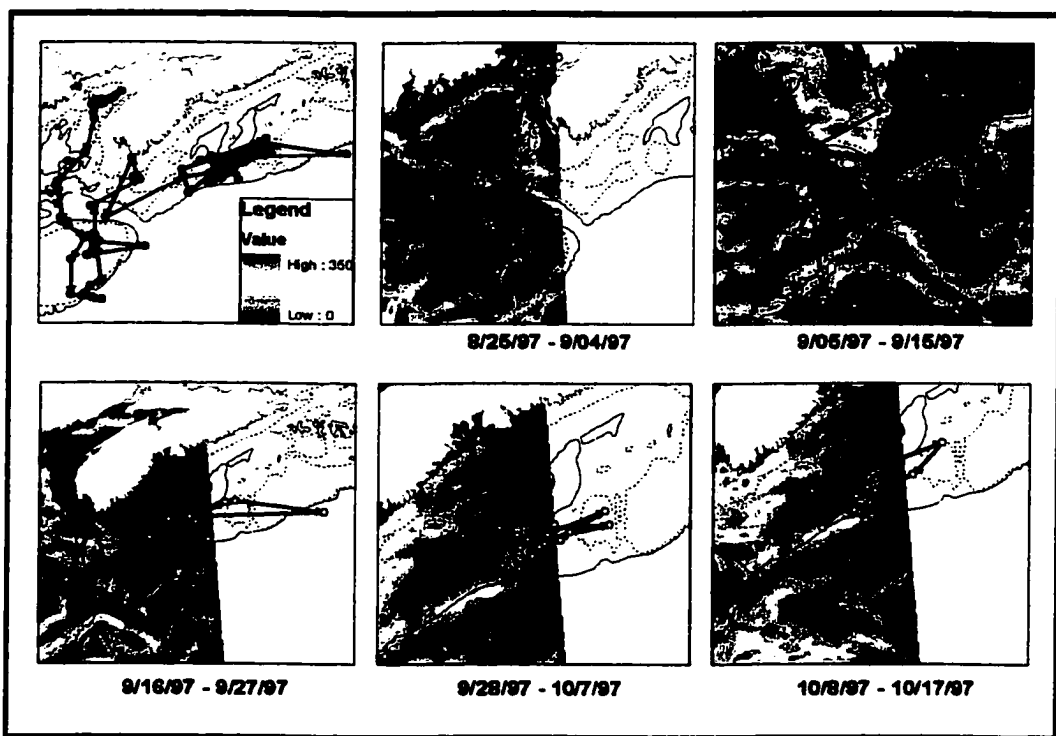 Legend
Value
High : 350
Low : 0
8/25/97 - 9/04/97
9/05/97 - 9/15/97
9/16/97 - 9/27/97
9/28/97 - 10/7/97
10/8/97 - 10/17/97